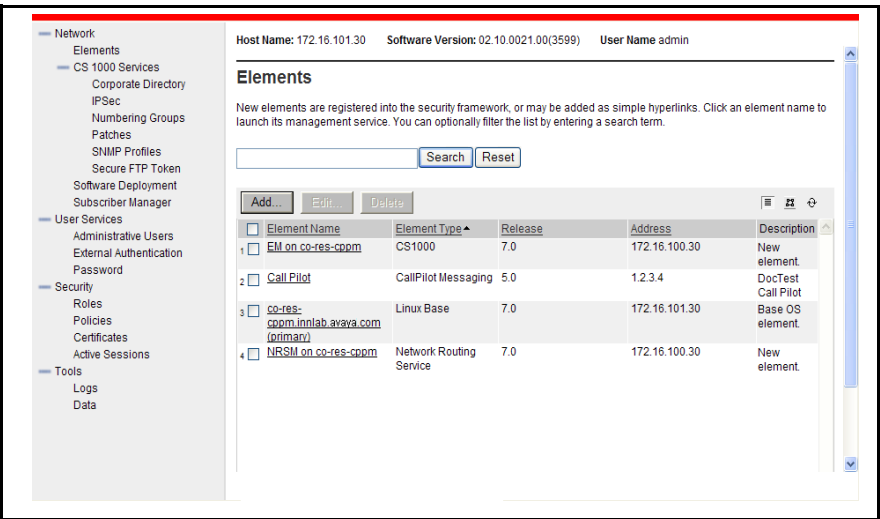 Network
Elements
CS 1000 Services
Corporate Directory
IPSec
Numbering Groups
Patches
SNMP Profiles
Secure FTP Token
Software Deployment
Subscriber Manager
User Services
Administrative Users
External Authentication
Password
Security
Roles
Policies
Certificates
Active Sessions
Tools
Logs
Data
Host Name: 172.16.101.30 Software Version: 02.10.0021.00(3599) User Name admin
Elements
New elements are registered into the security framework, or may be added as simple hyperlinks. Click an element name to
launch its management service. You can optionally filter the list by entering a search term.
Search Reset
Add... Edit... Delete
Element Name Element Type Release Address Description
1 EM on co-res-cppm CS1000 7.0 172.16.100.30 New
element.
2 Call Pilot CallPilot Messaging 5.0 1.2.3.4 DocTest
Call Pilot
3 co-res- Linux Base 7.0 172.16.101.30 Base OS
cppm.innlab.avaya.com element.
(primary)
4 NRSM on co-res-cppm Network Routing 7.0 172.16.100.30 New
Service element.